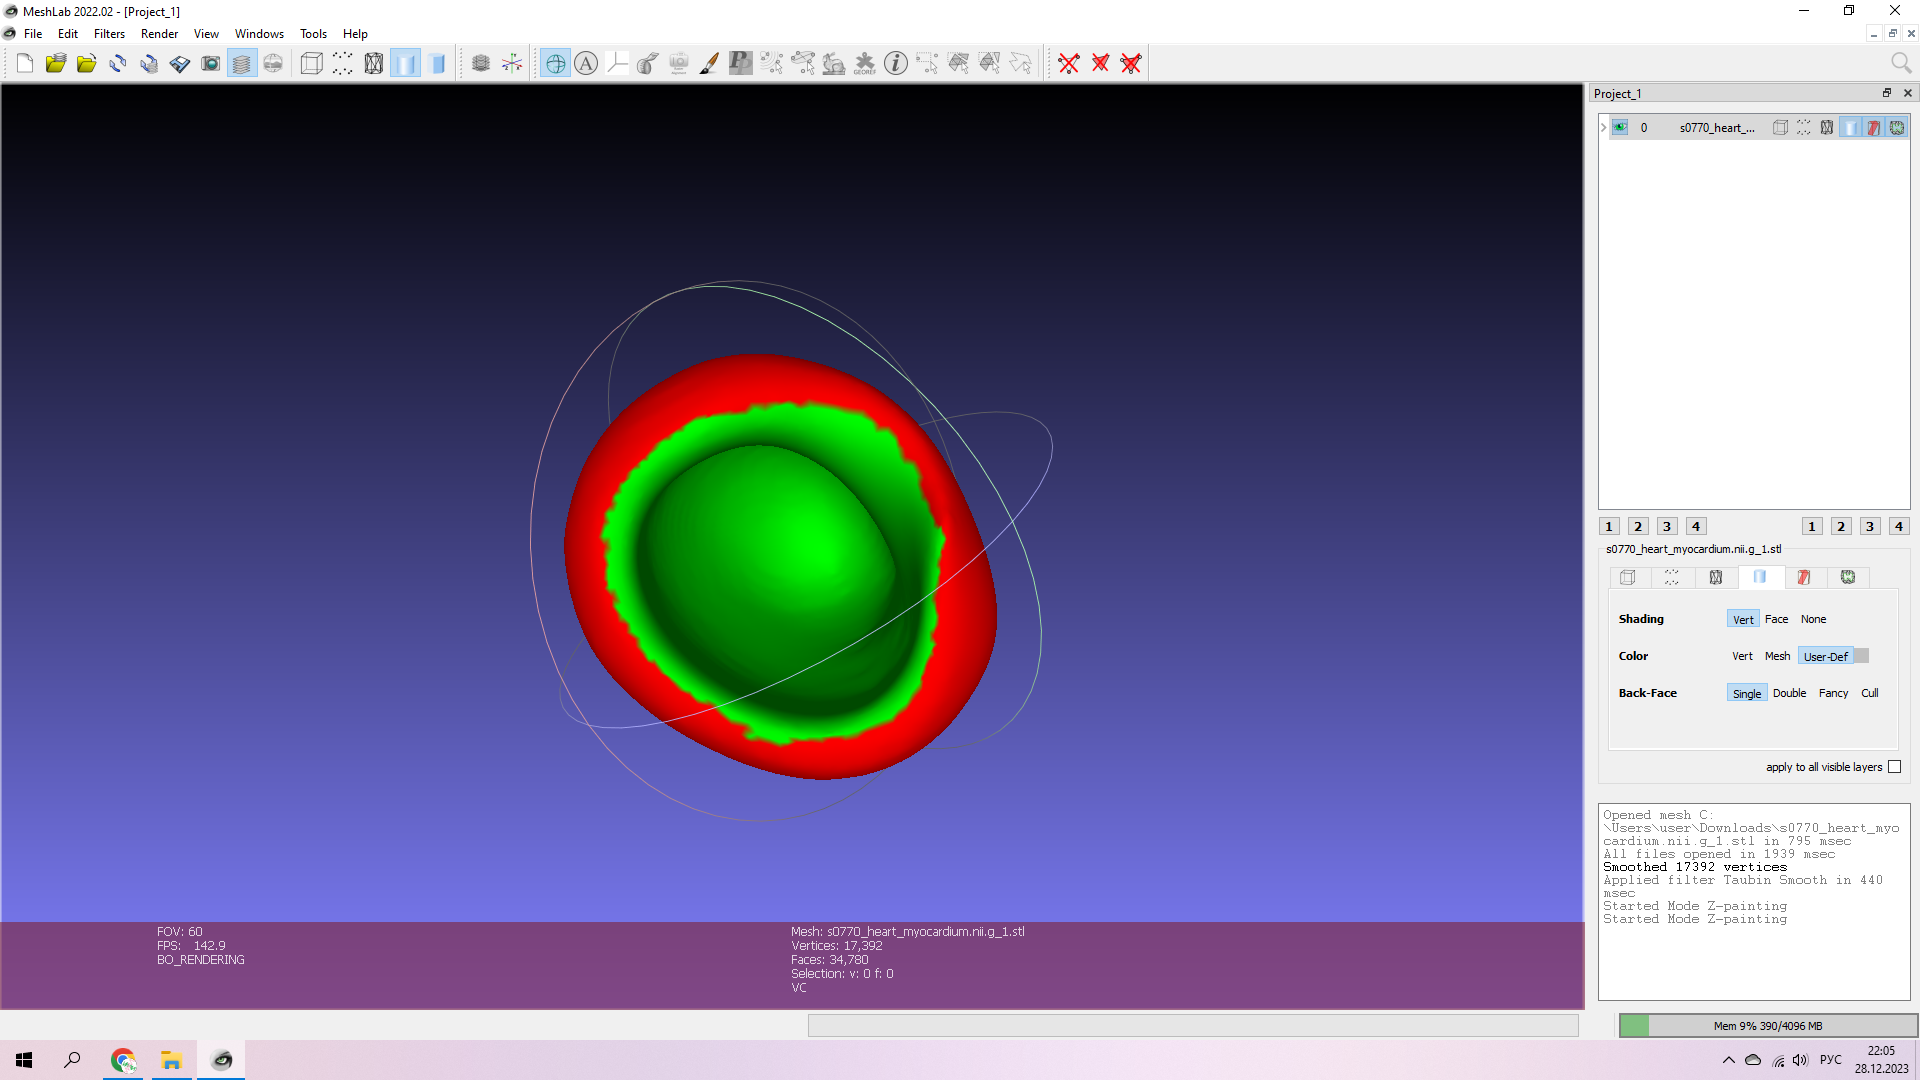 MeshLab 2022.02 - [Project_1]
File Edit Filters Render View Windows Tools Help
A
GEOREF
Project_1
0 s0770_heart_...
1 2 3 4 1 2 3 4
s0770_heart_myocardium.nii.g_1.stl
Shading Vert Face None
Color Vert Mesh User-Def
Back-Face Single Double Fancy Cull
apply to all visible layers
Opened mesh C:
\Users\user\Downloads\s0770_heart_myo
cardium.nii.g_1.stl in 795 msec
All files opened in 1939 msec
Smoothed 17392 vertices
Applied filter Taubin Smooth in 440
msec
Started Mode Z-painting
Started Mode Z-painting
FOV: 60
FPS: 142.9
BO_RENDERING
Mesh: s0770_heart_myocardium.nii.g_1.stl
Vertices: 17,392
Faces: 34,780
Selection: v: 0 f: 0
VC
Mem 9% 390/4096 MB
РУС
22:05
28.12.2023